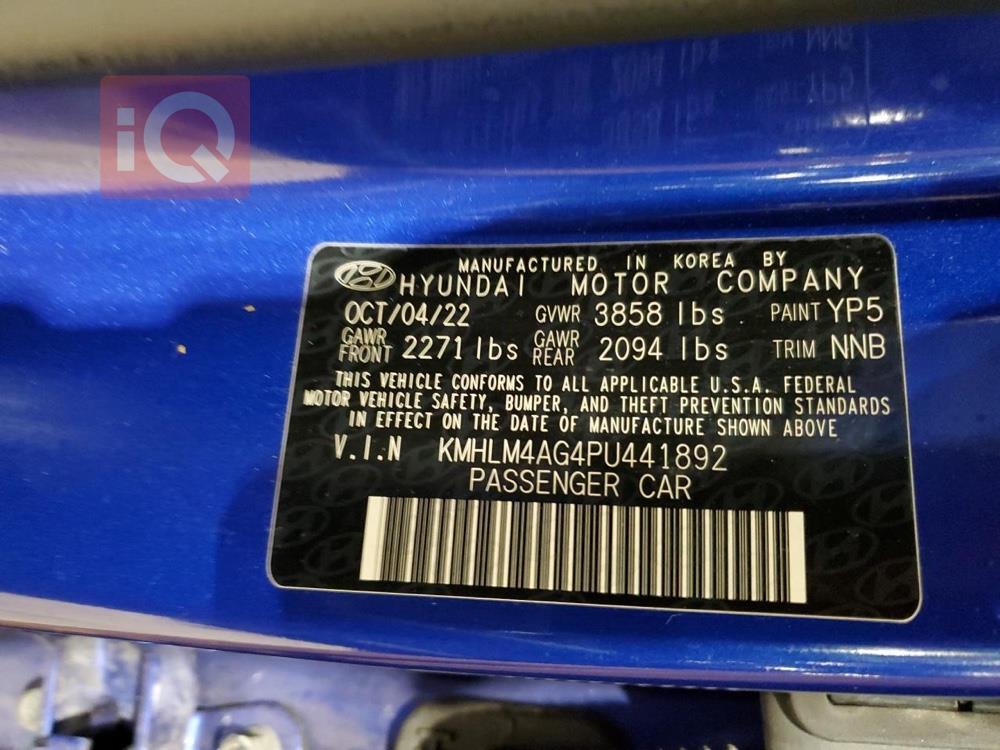 iQ
MANUFACTURED IN KOREA BY
HYUNDAI MOTOR COMPANY
OCT/04/22 GVWR 3858 lbs PAINT YP5
GAWR FRONT 2271 lbs GAWR REAR 2094 lbs TRIM NNB
THIS VEHICLE CONFORMS TO ALL APPLICABLE U.S.A. FEDERAL
MOTOR VEHICLE SAFETY, BUMPER, AND THEFT PREVENTION STANDARDS
IN EFFECT ON THE DATE OF MANUFACTURE SHOWN ABOVE
V.I.N KMHLM4AG4PU441892
PASSENGER CAR